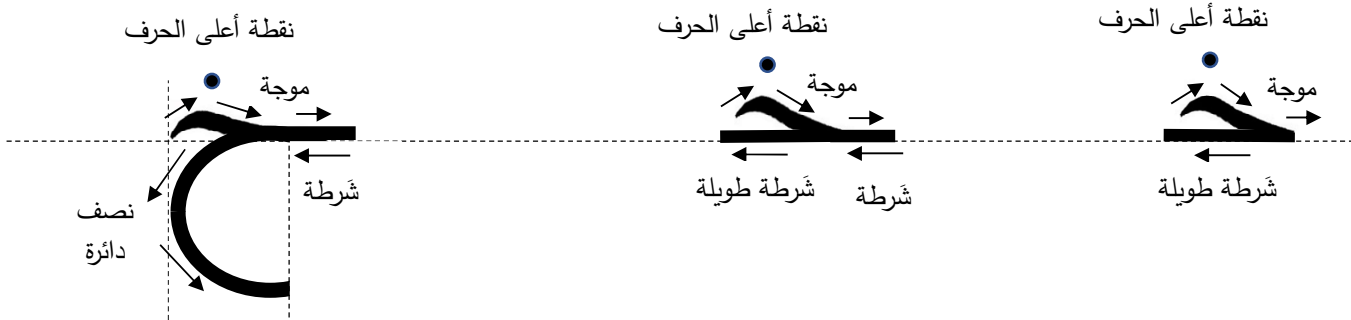 نقطة أعلى الحرف
موجة
شَرطة طويلة
نقطة أعلى الحرف
موجة
شَرطة
شَرطة طويلة
نقطة أعلى الحرف
موجة
شَرطة
نصف
دائرة